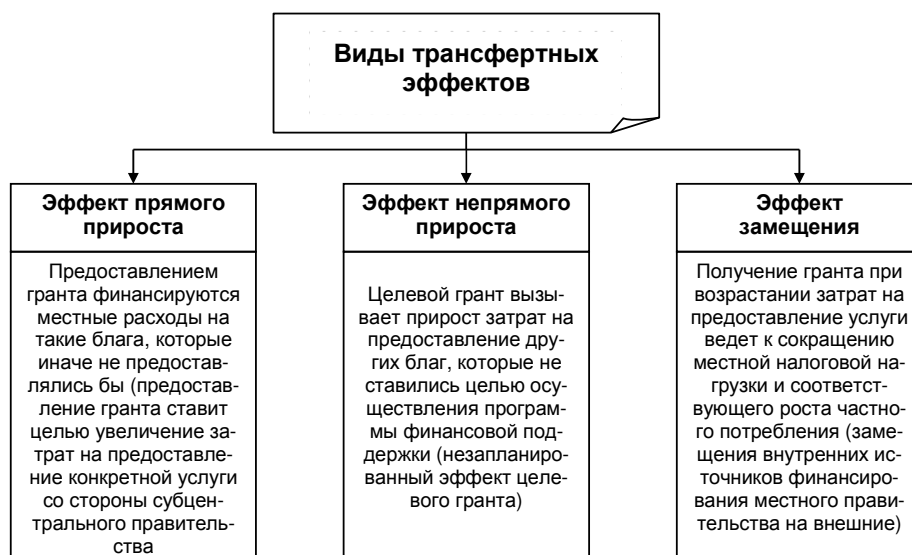 Виды трансфертных
эффектов
Эффект прямого
прироста
Предоставлением
гранта финансируются
местные расходы на
такие блага, которые
иначе не предостав-
лялись бы (предостав-
ление гранта ставит
целью увеличение за-
трат на предоставле-
ние конкретной услуги
со стороны субцен-
трального правитель-
ства
Эффект непрямого
прироста
Целевой грант вызы-
вает прирост затрат на
предоставление дру-
гих благ, которые не
ставились целью осу-
ществления програм-
мы финансовой под-
держки (незапланиро-
ванный эффект целе-
вого гранта)
Эффект
замещения
Получение гранта при
возрастании затрат на
предоставление услуги
ведет к сокращению
местной налоговой на-
грузки и соответст-
вующего роста частно-
го потребления (заме-
щения внутренних ис-
точников финансиро-
вания местного прави-
тельства на внешние)